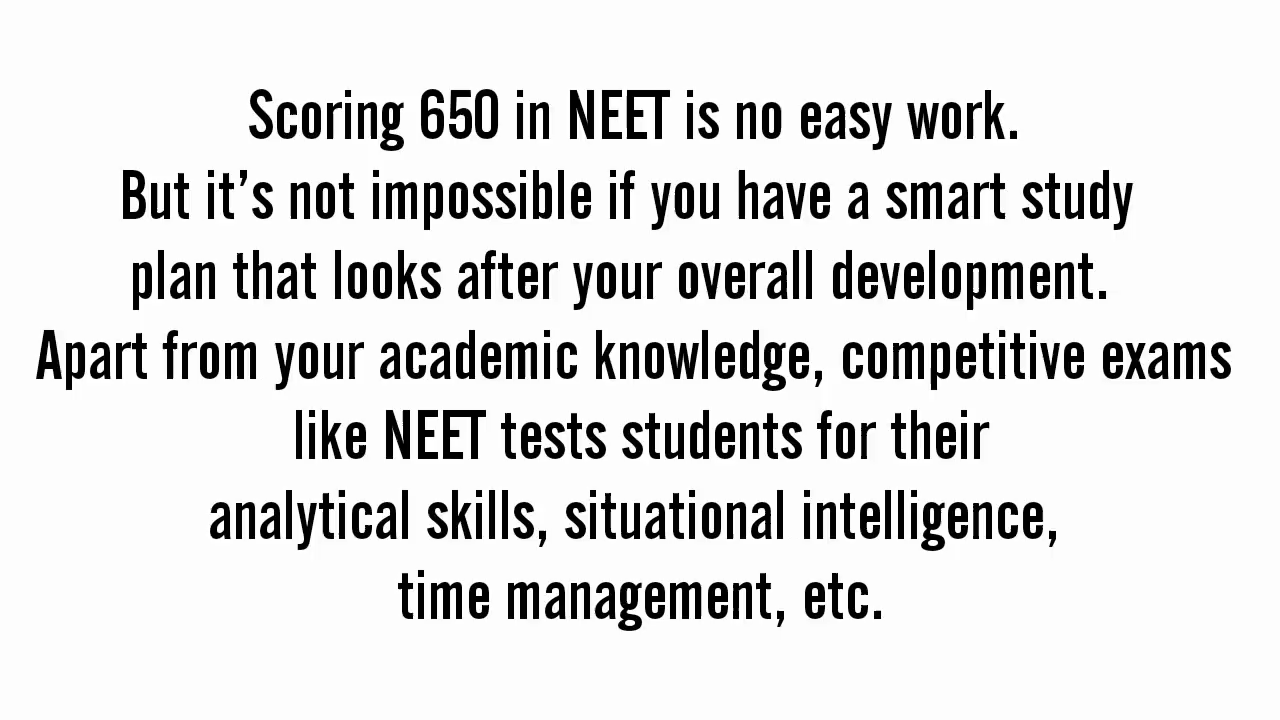 Scoring 650 in NEET is no easy work.
But it’s not impossible if you have a smart study
plan that looks after your overall development.
Apart from your academic knowledge, competitive exams
like NEET tests students for their
analytical skills, situational intelligence,
time management, etc.